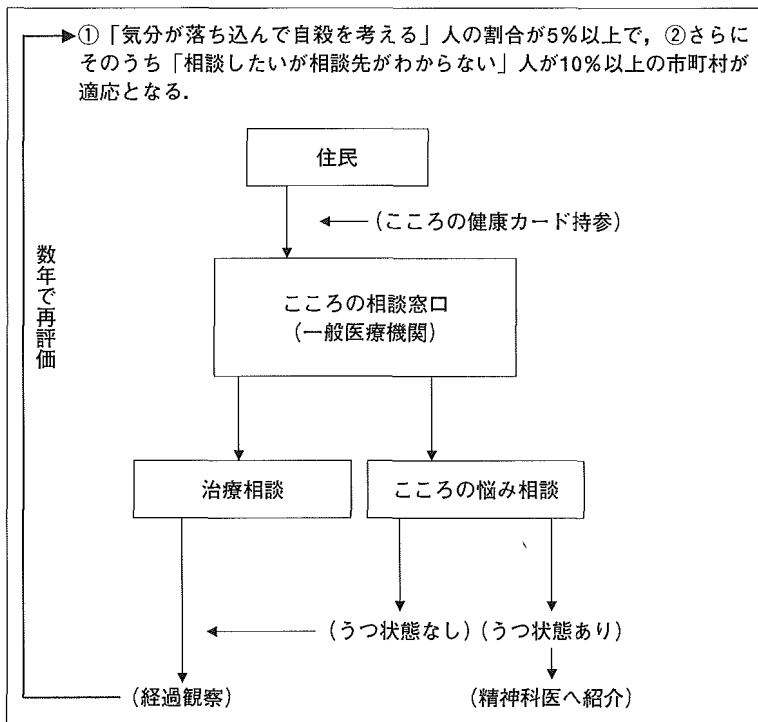 ①「気分が落ち込んで自殺を考える」人の割合が5%以上で，②さらに
そのうち「相談したいが相談先がわからない」人が10%以上の市町村が
適応となる．
住民
（こころの健康カード持参）
数年で再評価
こころの相談窓口
（一般医療機関）
治療相談
こころの悩み相談
（うつ状態なし）（うつ状態あり）
（経過観察）
（精神科医へ紹介）